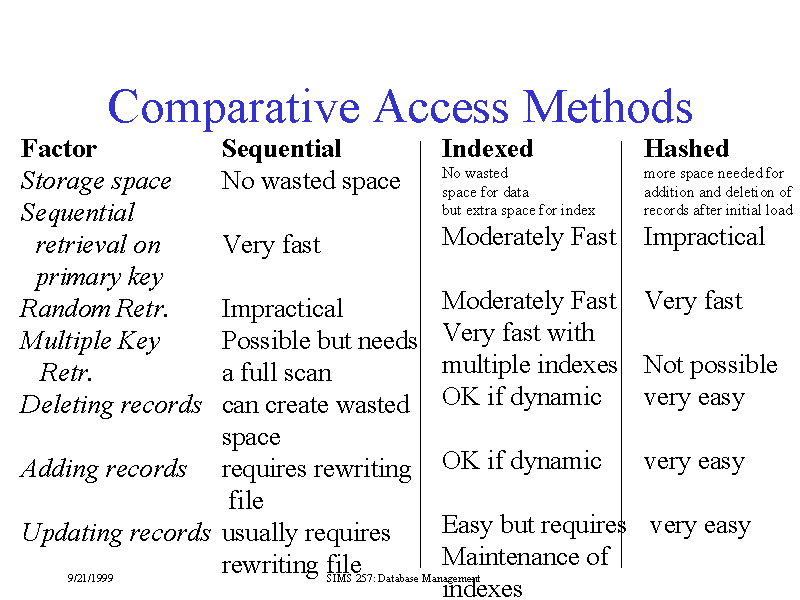 Comparative Access Methods
Factor Sequential Indexed Hashed
Storage space No wasted space No wasted space for data but extra space for index more space needed for addition and deletion of records after initial load
Sequential retrieval on primary key Very fast Moderately Fast Impractical
Random Retr. Impractical Moderately Fast Very fast
Multiple Key Retr. Possible but needs a full scan Very fast with multiple indexes Not possible
Deleting records can create wasted space OK if dynamic very easy
Adding records requires rewriting file OK if dynamic very easy
Updating records usually requires rewriting file Easy but requires Maintenance of indexes very easy
9/21/1999 SIMS 257: Database Management